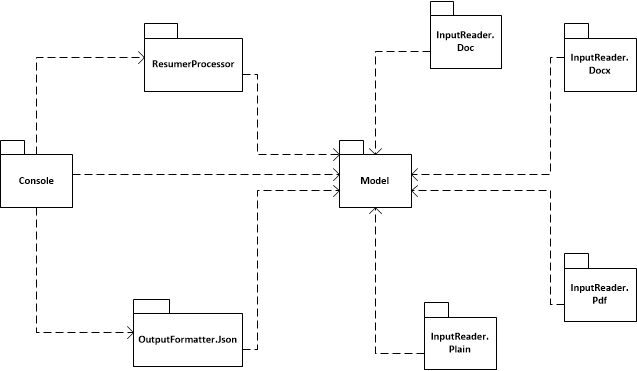 InputReader.
Doc
ResumerProcessor
InputReader.
Docx
Console
Model
InputReader.
Pdf
OutputFormatter.Json
InputReader.
Plain